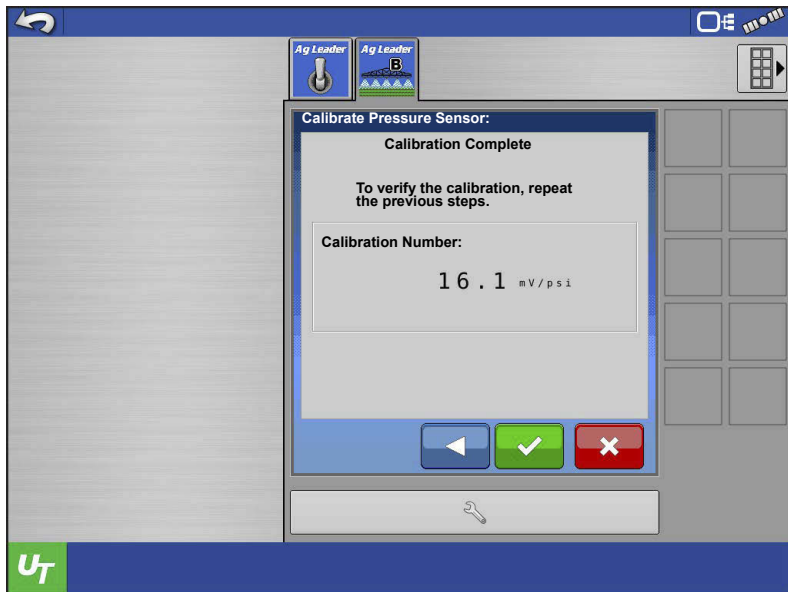 Ag Leader
Ag Leader
B
Calibrate Pressure Sensor:
Calibration Complete
To verify the calibration, repeat
the previous steps.
Calibration Number:
16.1 mV/psi
UT